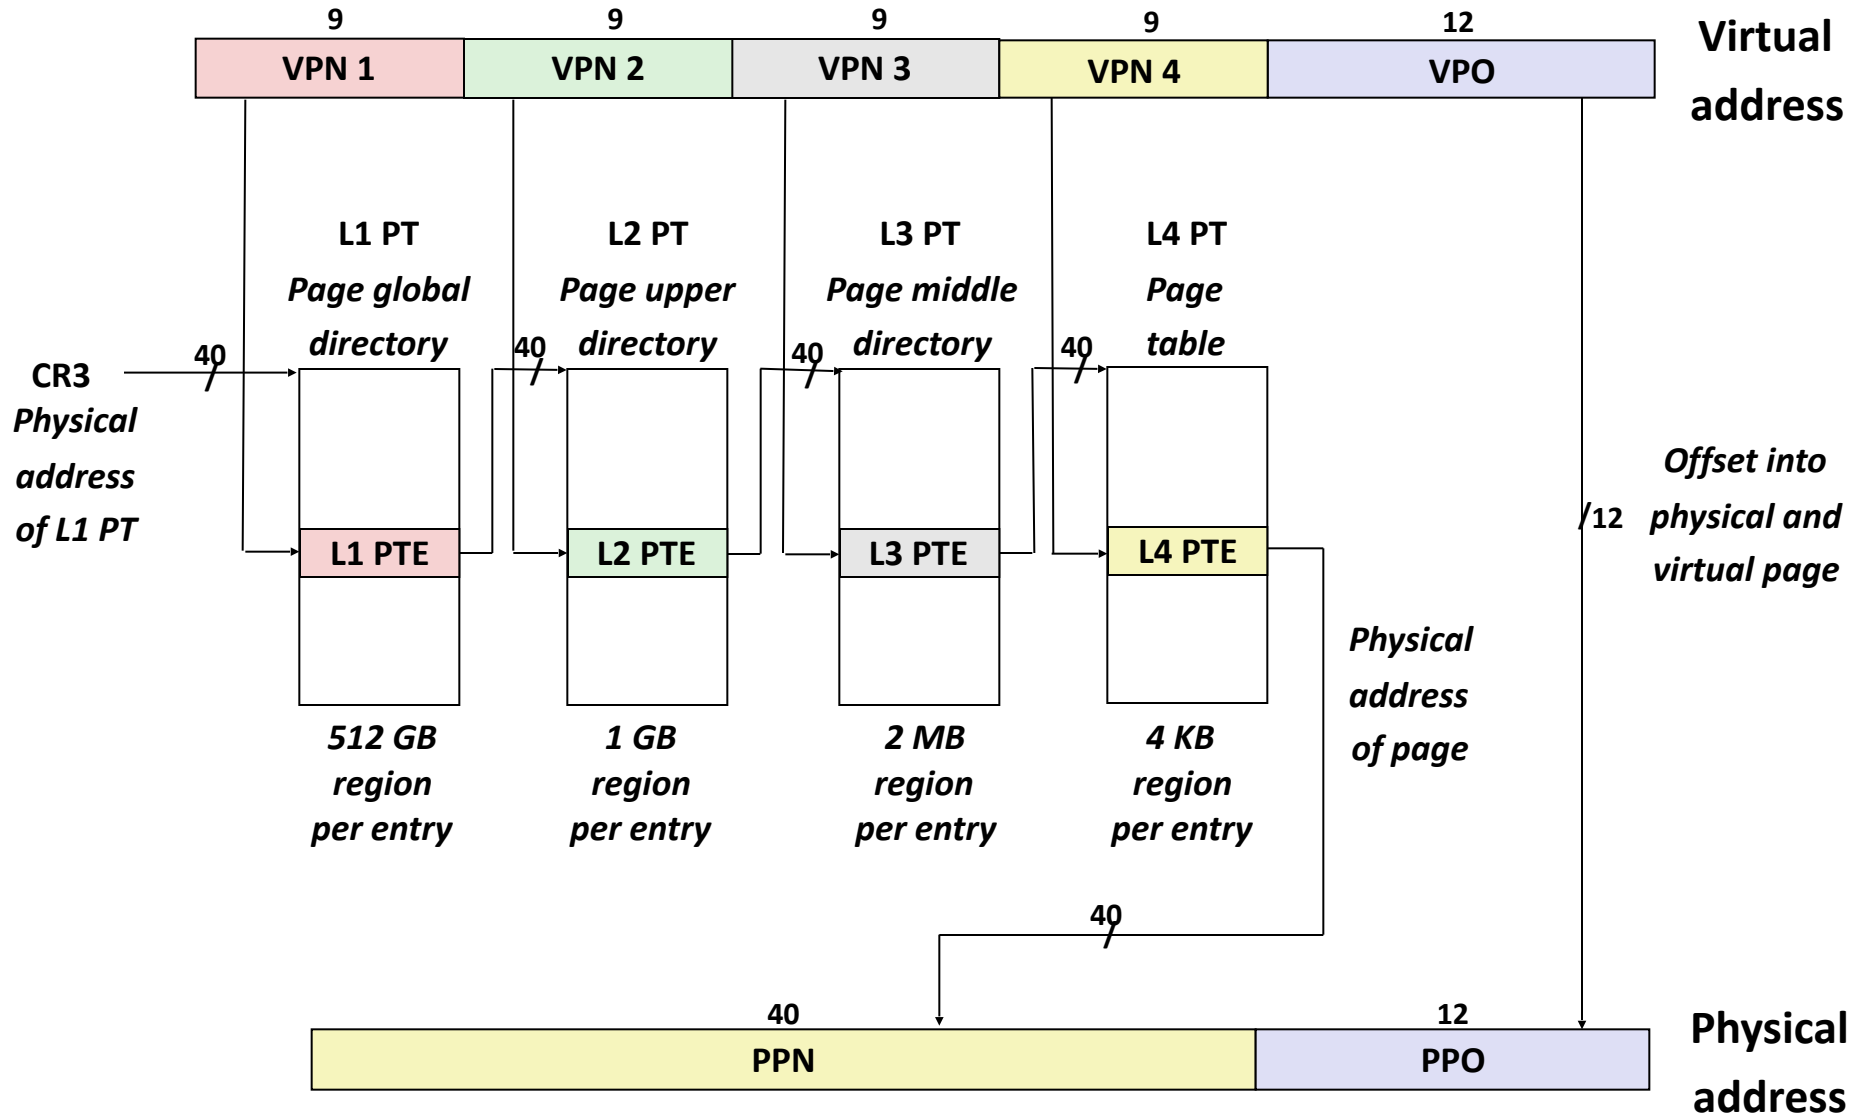 9
9
9
9
12
VPN 1
VPN 2
VPN 3
VPN 4
VPO
Virtual
address
L1 PT
Page global
directory
L2 PT
Page upper
directory
L3 PT
Page middle
directory
L4 PT
Page
table
CR3
Physical
address
of L1 PT
40
40
40
40
L1 PTE
L2 PTE
L3 PTE
L4 PTE
/12
Offset into
physical and
virtual page
512 GB
region
per entry
1 GB
region
per entry
2 MB
region
per entry
4 KB
region
per entry
Physical
address
of page
40
40
12
PPN
PPO
Physical
address